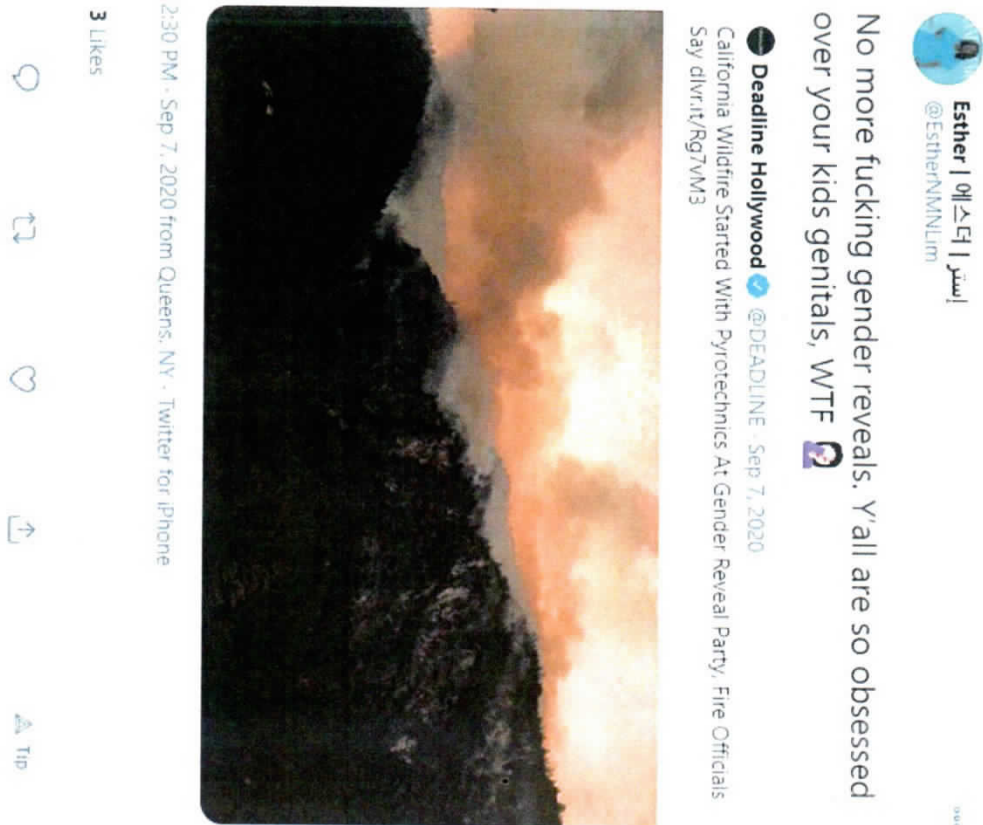 Esther | 에스더 | إستر
@EstherNMNLim
No more fucking gender reveals. Y'all are so obsessed
over your kids genitals, WTF 🤦🏻‍♀️
Deadline Hollywood @DEADLINE · Sep 7, 2020
California Wildfire Started With Pyrotechnics At Gender Reveal Party, Fire Officials
Say dlvr.it/Rg7vM3
2:30 PM · Sep 7, 2020 from Queens, NY · Twitter for iPhone
3 Likes
Tip